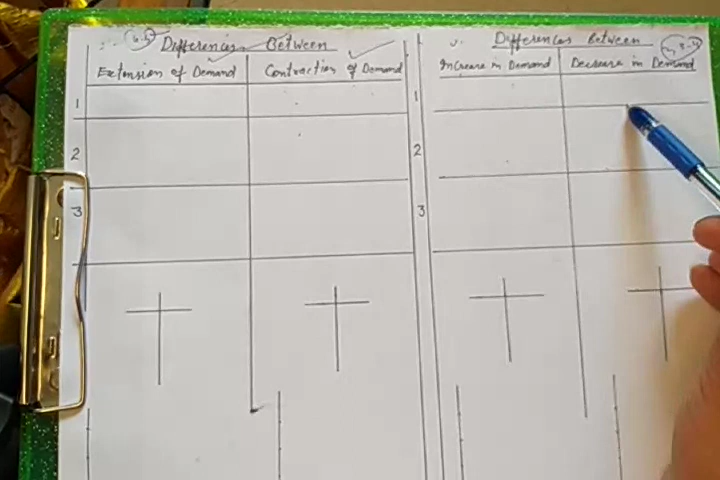 Differences Between
Extension of Demand
Contraction of Demand
1
2
3
Differences Between
Increase in Demand
Decrease in Demand
1
2
3